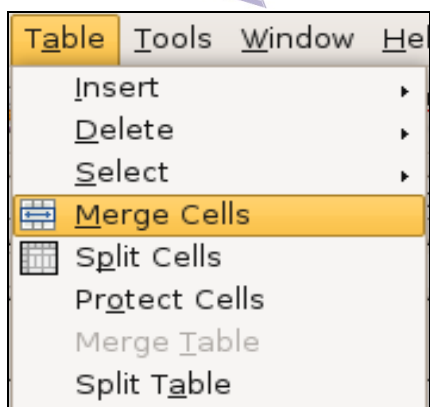 Table Tools Window Hel
Insert
Delete
Select
Merge Cells
Split Cells
Protect Cells
Merge Table
Split Table